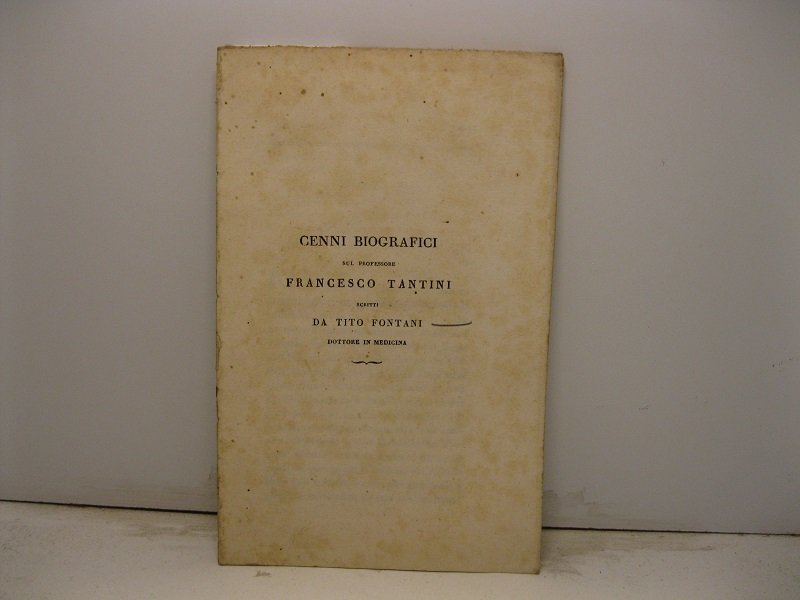 CENNI BIOGRAFICI
SUL PROFESSORE
FRANCESCO TANTINI
SCRITTI
DA TITO FONTANI
DOTTORE IN MEDICINA